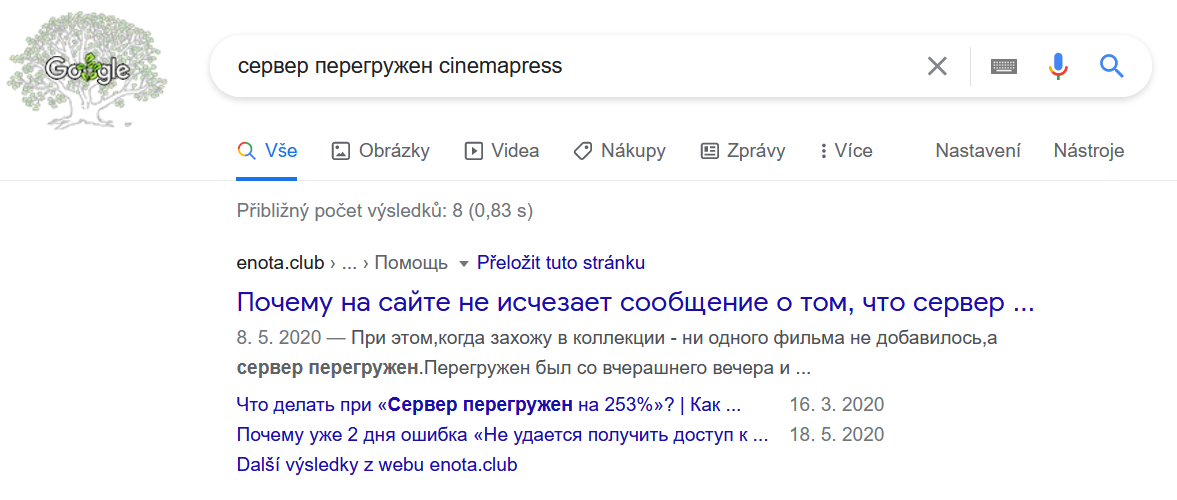 Google
сервер перегружен cinemapress
Vše Obrázky Videa Nákupy Zprávy Více Nastavení Nástroje
Přibližný počet výsledků: 8 (0,83 s)
enota.club › ... › Помощь Přeložit tuto stránku
Почему на сайте не исчезает сообщение о том, что сервер ...
8. 5. 2020 — При этом,когда захожу в коллекции - ни одного фильма не добавилось,а
сервер перегружен.Перегружен был со вчерашнего вечера и ...
Что делать при «Сервер перегружен на 253%»? | Как ... 16. 3. 2020
Почему уже 2 дня ошибка «Не удается получить доступ к ... 18. 5. 2020
Další výsledky z webu enota.club